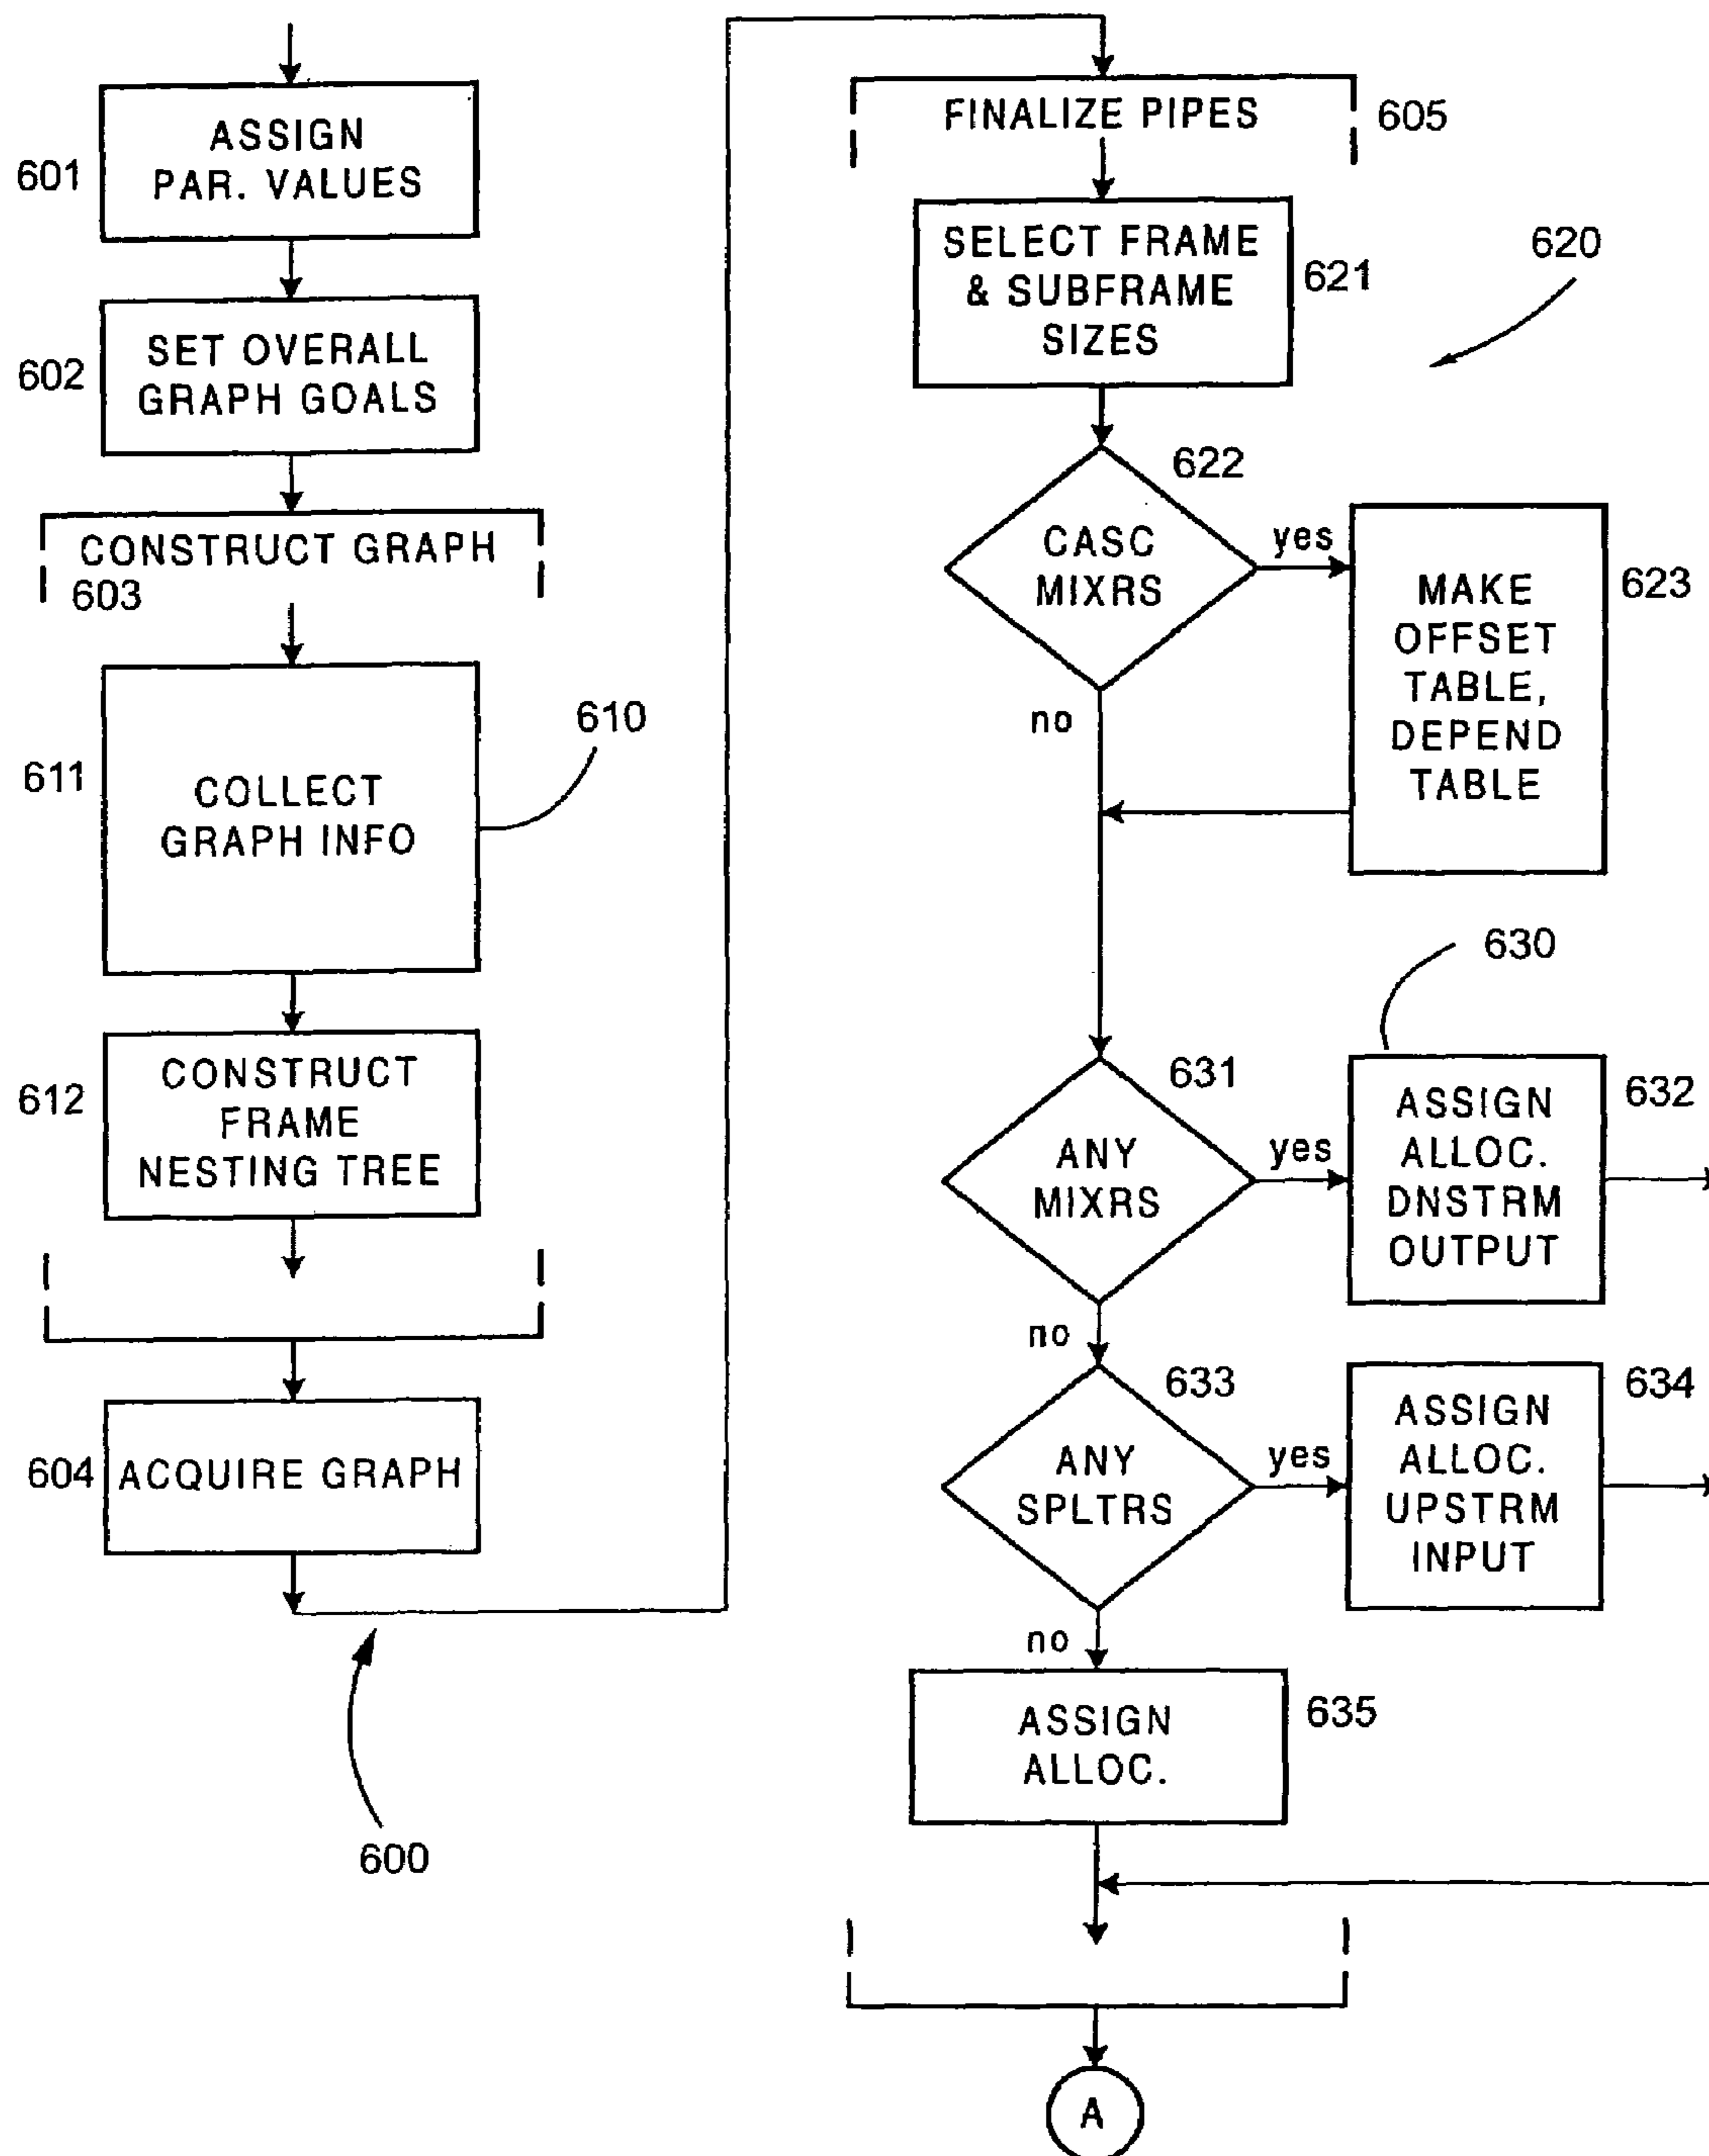 ASSIGN
PAR. VALUES
601
SET OVERALL
GRAPH GOALS
602
CONSTRUCT GRAPH
603
COLLECT
GRAPH INFO
611
610
CONSTRUCT
FRAME
NESTING TREE
612
604
ACQUIRE GRAPH
600
FINALIZE PIPES
605
SELECT FRAME
& SUBFRAME
SIZES
621
620
622
CASC
MIXRS
yes
no
MAKE
OFFSET
TABLE,
DEPEND
TABLE
623
630
631
ANY
MIXRS
yes
no
ASSIGN
ALLOC.
DNSTRM
OUTPUT
632
633
ANY
SPLTRS
yes
no
ASSIGN
ALLOC.
UPSTRM
INPUT
634
ASSIGN
ALLOC.
635
A